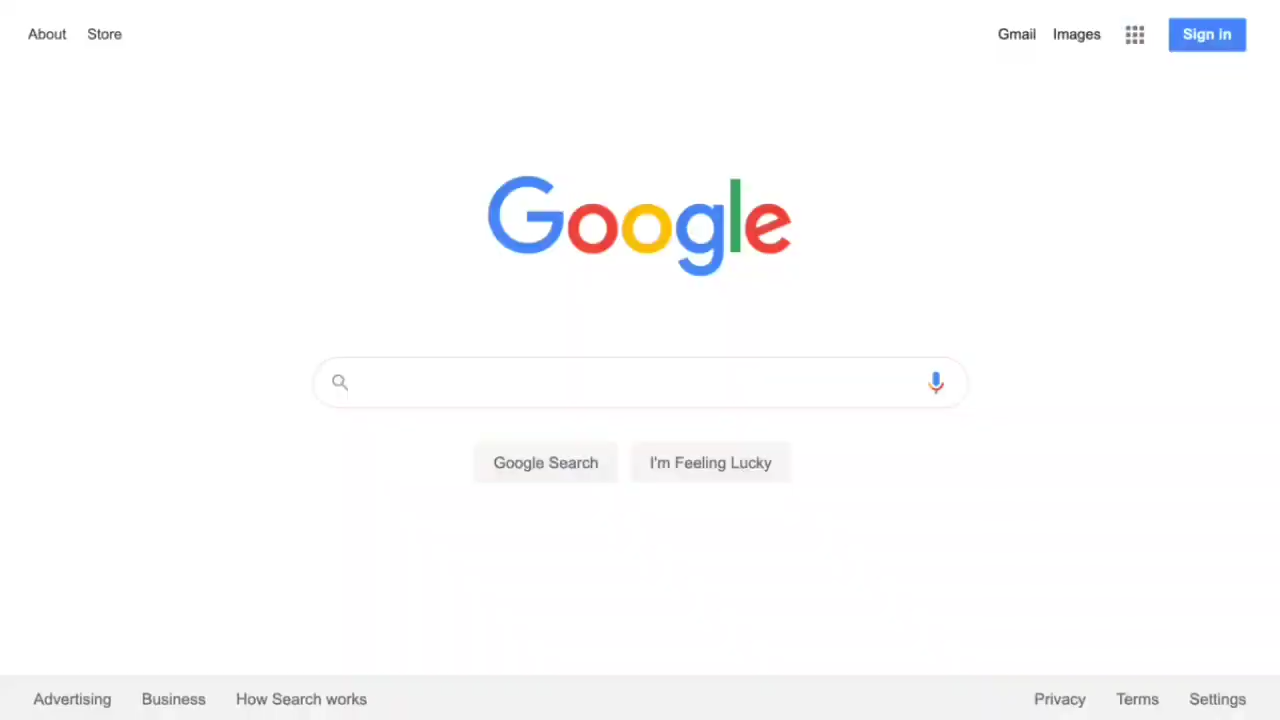 About Store Gmail Images Sign in
Google
Google Search I'm Feeling Lucky
Advertising Business How Search works Privacy Terms Settings